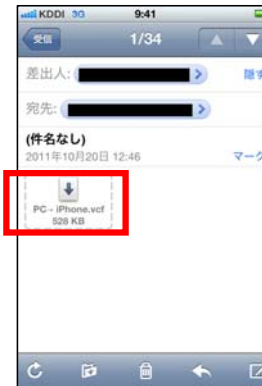 KDDI 3G 9:41
受信 1/34
差出人:
隠す
宛先:
(件名なし)
2011年10月20日 12:46
マーク
PC→iPhone.vcf
528 KB